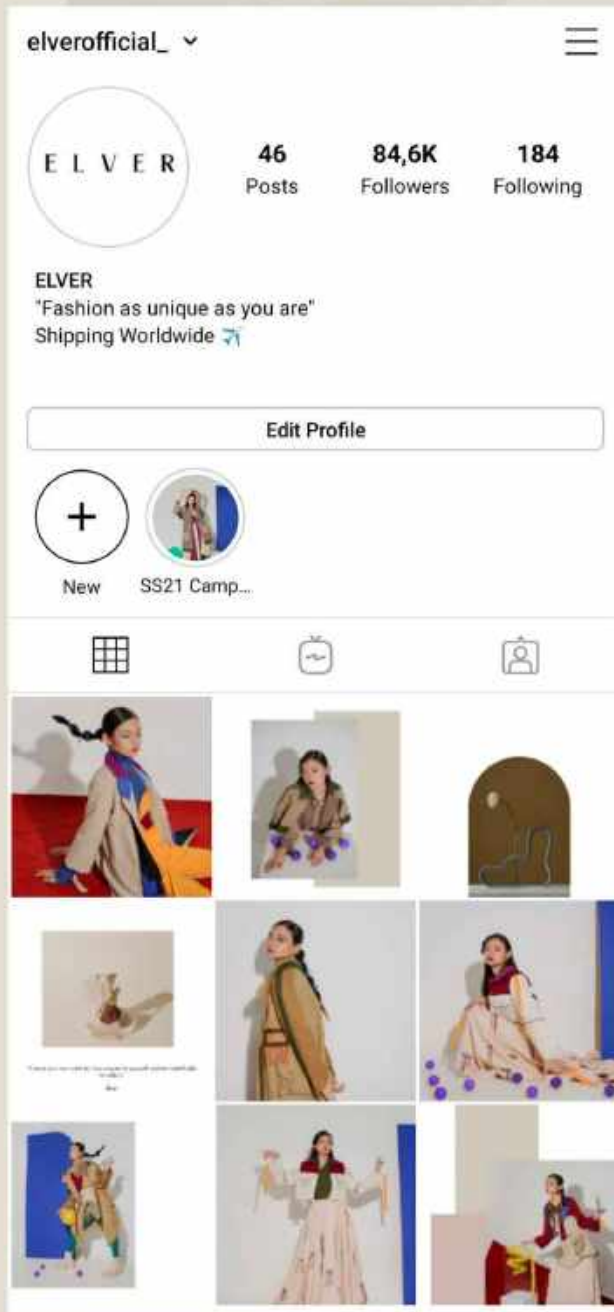 elverofficial_
E L V E R
46
84,6K
184
Posts
Followers
Following
ELVER
"Fashion as unique as you are"
Shipping Worldwide ✈️
Edit Profile
New
SS21 Camp...